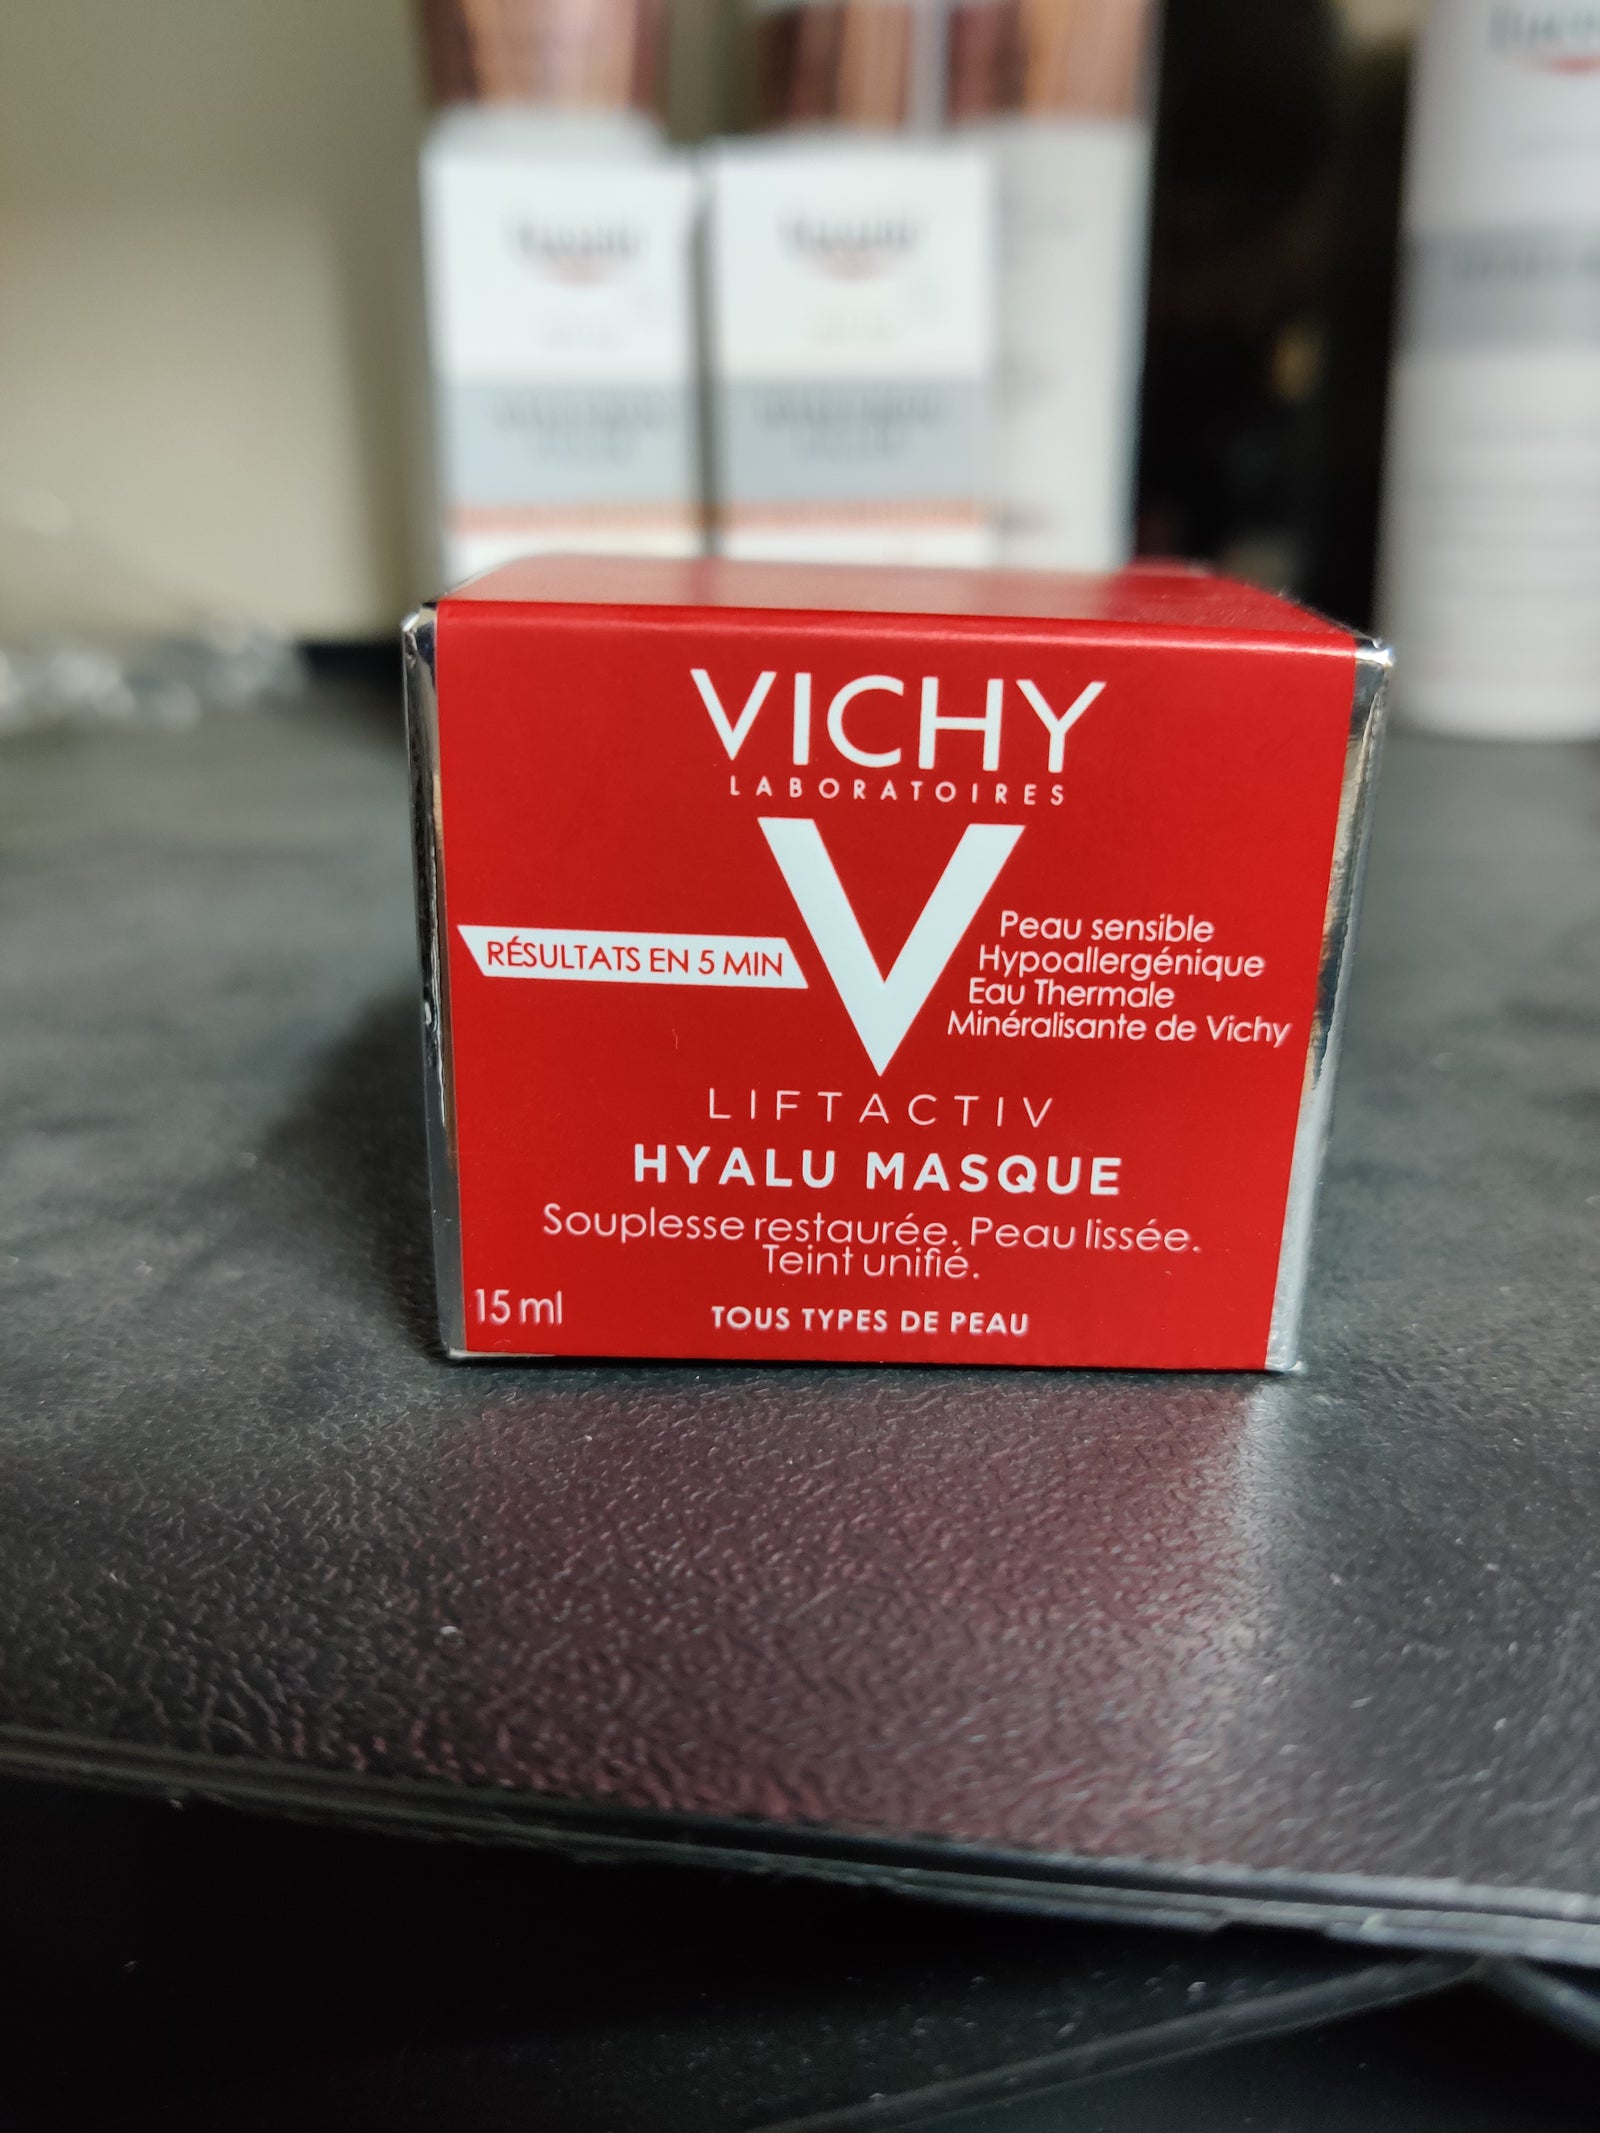 VICHY
LABORATOIRES
V
RÉSULTATS EN 5 MIN
Peau sensible
Hypoallergénique
Eau Thermale
Minéralisante de Vichy
LIFTACTIV
HYALU MASQUE
Souplesse restaurée. Peau lissée.
Teint unifié.
15 ml
TOUS TYPES DE PEAU